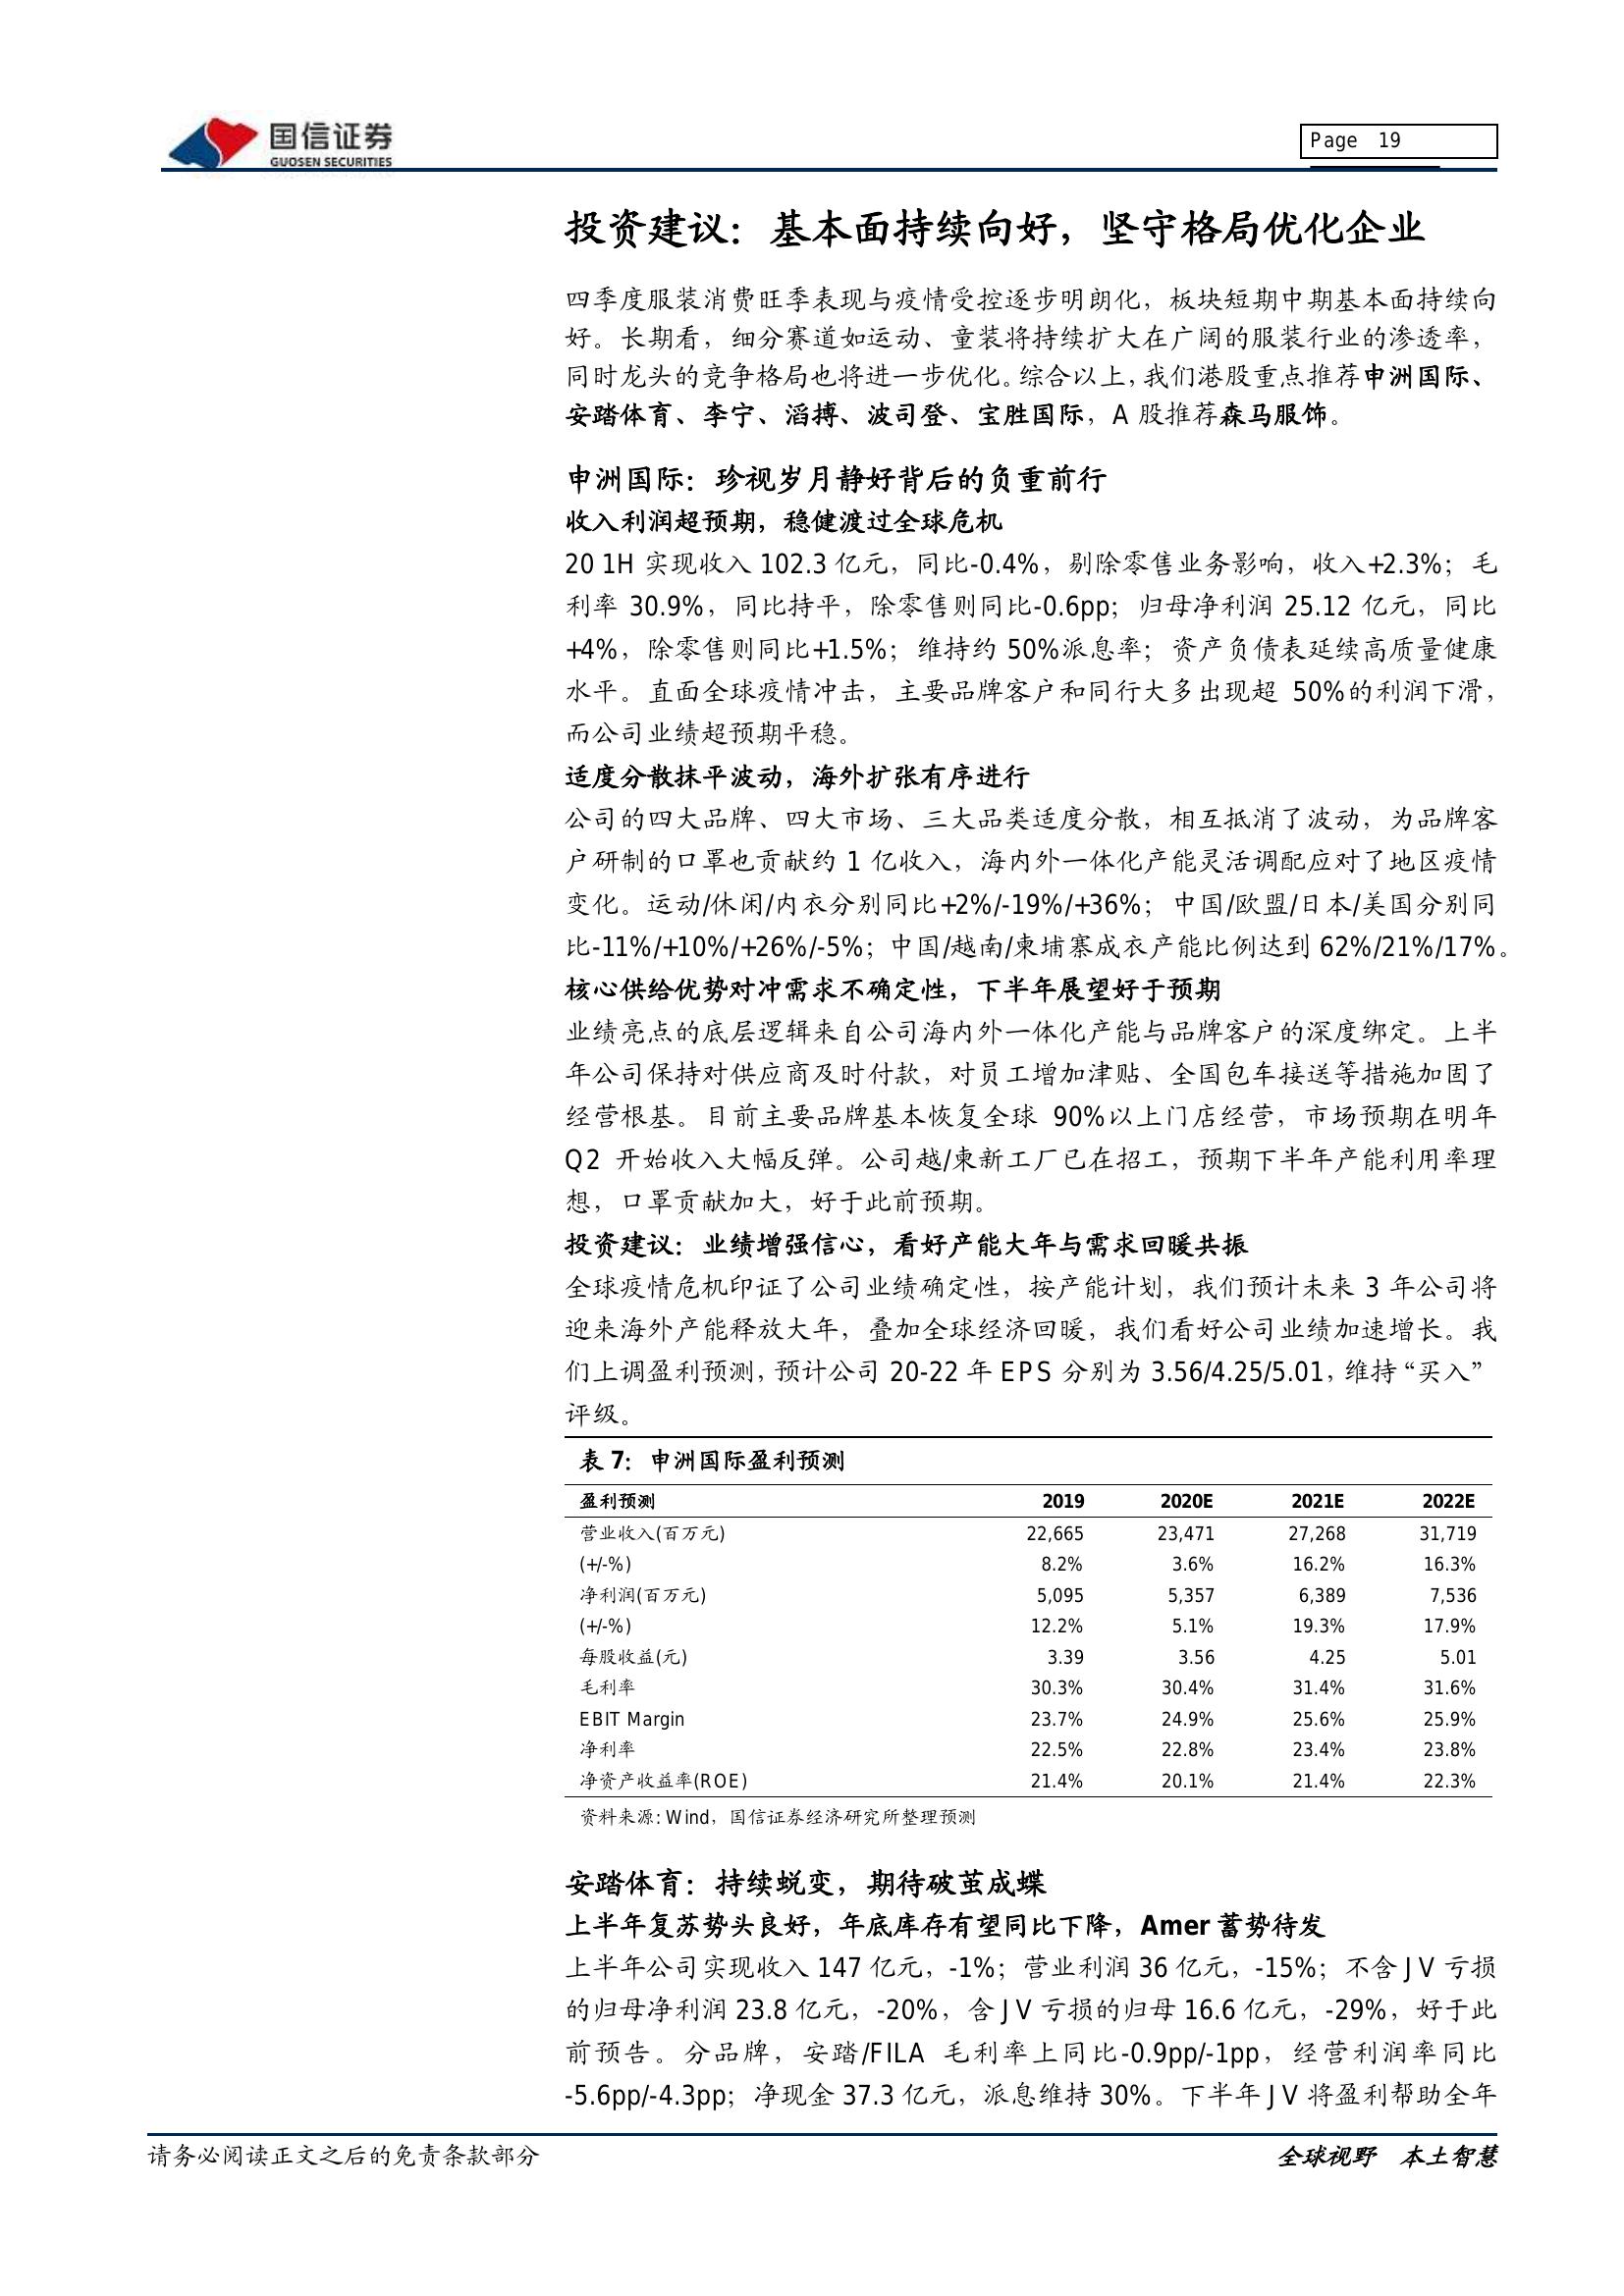 国信证券
GUOSEN SECURITIES
Page 19
投资建议：基本面持续向好，坚守格局优化企业
四季度服装消费旺季表现与疫情受控逐步明朗化，板块短期中期基本面持续向
好。长期看，细分赛道如运动、童装将持续扩大在广阔的服装行业的渗透率，
同时龙头的竞争格局也将进一步优化。综合以上，我们港股重点推荐申洲国际、
安踏体育、李宁、滔搏、波司登、宝胜国际，A 股推荐森马服饰。
申洲国际：珍视岁月静好背后的负重前行
收入利润超预期，稳健渡过全球危机
20 1H 实现收入 102.3 亿元，同比-0.4%，剔除零售业务影响，收入+2.3%；毛
利率 30.9%，同比持平，除零售则同比-0.6pp；归母净利润 25.12 亿元，同比
+4%，除零售则同比+1.5%；维持约 50%派息率；资产负债表延续高质量健康
水平。直面全球疫情冲击，主要品牌客户和同行大多出现超 50%的利润下滑，
而公司业绩超预期平稳。
适度分散抹平波动，海外扩张有序进行
公司的四大品牌、四大市场、三大品类适度分散，相互抵消了波动，为品牌客
户研制的口罩也贡献约 1 亿收入，海内外一体化产能灵活调配应对了地区疫情
变化。运动/休闲/内衣分别同比+2%/-19%/+36%；中国/欧盟/日本/美国分别同
比-11%/+10%/+26%/-5%；中国/越南/柬埔寨成衣产能比例达到 62%/21%/17%。
核心供给优势对冲需求不确定性，下半年展望好于预期
业绩亮点的底层逻辑来自公司海内外一体化产能与品牌客户的深度绑定。上半
年公司保持对供应商及时付款，对员工增加津贴、全国包车接送等措施加固了
经营根基。目前主要品牌基本恢复全球 90%以上门店经营，市场预期在明年
Q2 开始收入大幅反弹。公司越/柬新工厂已在招工，预期下半年产能利用率理
想，口罩贡献加大，好于此前预期。
投资建议：业绩增强信心，看好产能大年与需求回暖共振
全球疫情危机印证了公司业绩确定性，按产能计划，我们预计未来 3 年公司将
迎来海外产能释放大年，叠加全球经济回暖，我们看好公司业绩加速增长。我
们上调盈利预测，预计公司 20-22 年 EPS 分别为 3.56/4.25/5.01，维持“买入”
评级。
表 7：申洲国际盈利预测
盈利预测 2019 2020E 2021E 2022E
营业收入(百万元) 22,665 23,471 27,268 31,719
(+/-%) 8.2% 3.6% 16.2% 16.3%
净利润(百万元) 5,095 5,357 6,389 7,536
(+/-%) 12.2% 5.1% 19.3% 17.9%
每股收益(元) 3.39 3.56 4.25 5.01
毛利率 30.3% 30.4% 31.4% 31.6%
EBIT Margin 23.7% 24.9% 25.6% 25.9%
净利率 22.5% 22.8% 23.4% 23.8%
净资产收益率(ROE) 21.4% 20.1% 21.4% 22.3%
资料来源：Wind，国信证券经济研究所整理预测
安踏体育：持续蜕变，期待破茧成蝶
上半年复苏势头良好，年底库存有望同比下降，Amer 蓄势待发
上半年公司实现收入 147 亿元，-1%；营业利润 36 亿元，-15%；不含 JV 亏损
的归母净利润 23.8 亿元，-20%，含 JV 亏损的归母 16.6 亿元，-29%，好于此
前预告。分品牌，安踏/FILA 毛利率上同比-0.9pp/-1pp，经营利润率同比
-5.6pp/-4.3pp；净现金 37.3 亿元，派息维持 30%。下半年 JV 将盈利帮助全年
请务必阅读正文之后的免责条款部分
全球视野 本土智慧